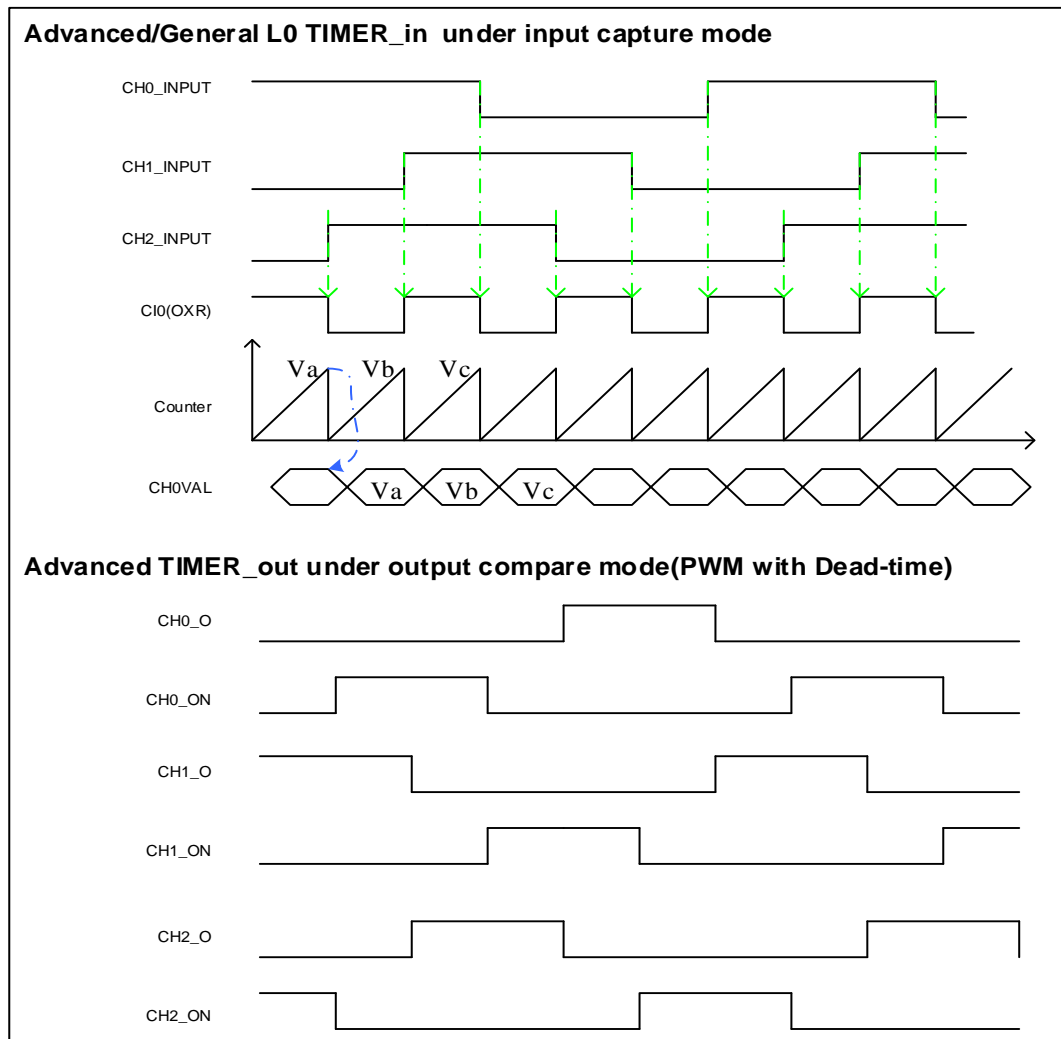 Advanced/General L0 TIMER_in under input capture mode
CH0_INPUT
CH1_INPUT
CH2_INPUT
CI0(OXR)
Va
Vb
Vc
Counter
CH0VAL
Va
Vb
Vc
Advanced TIMER_out under output compare mode(PWM with Dead-time)
CH0_O
CH0_ON
CH1_O
CH1_ON
CH2_O
CH2_ON